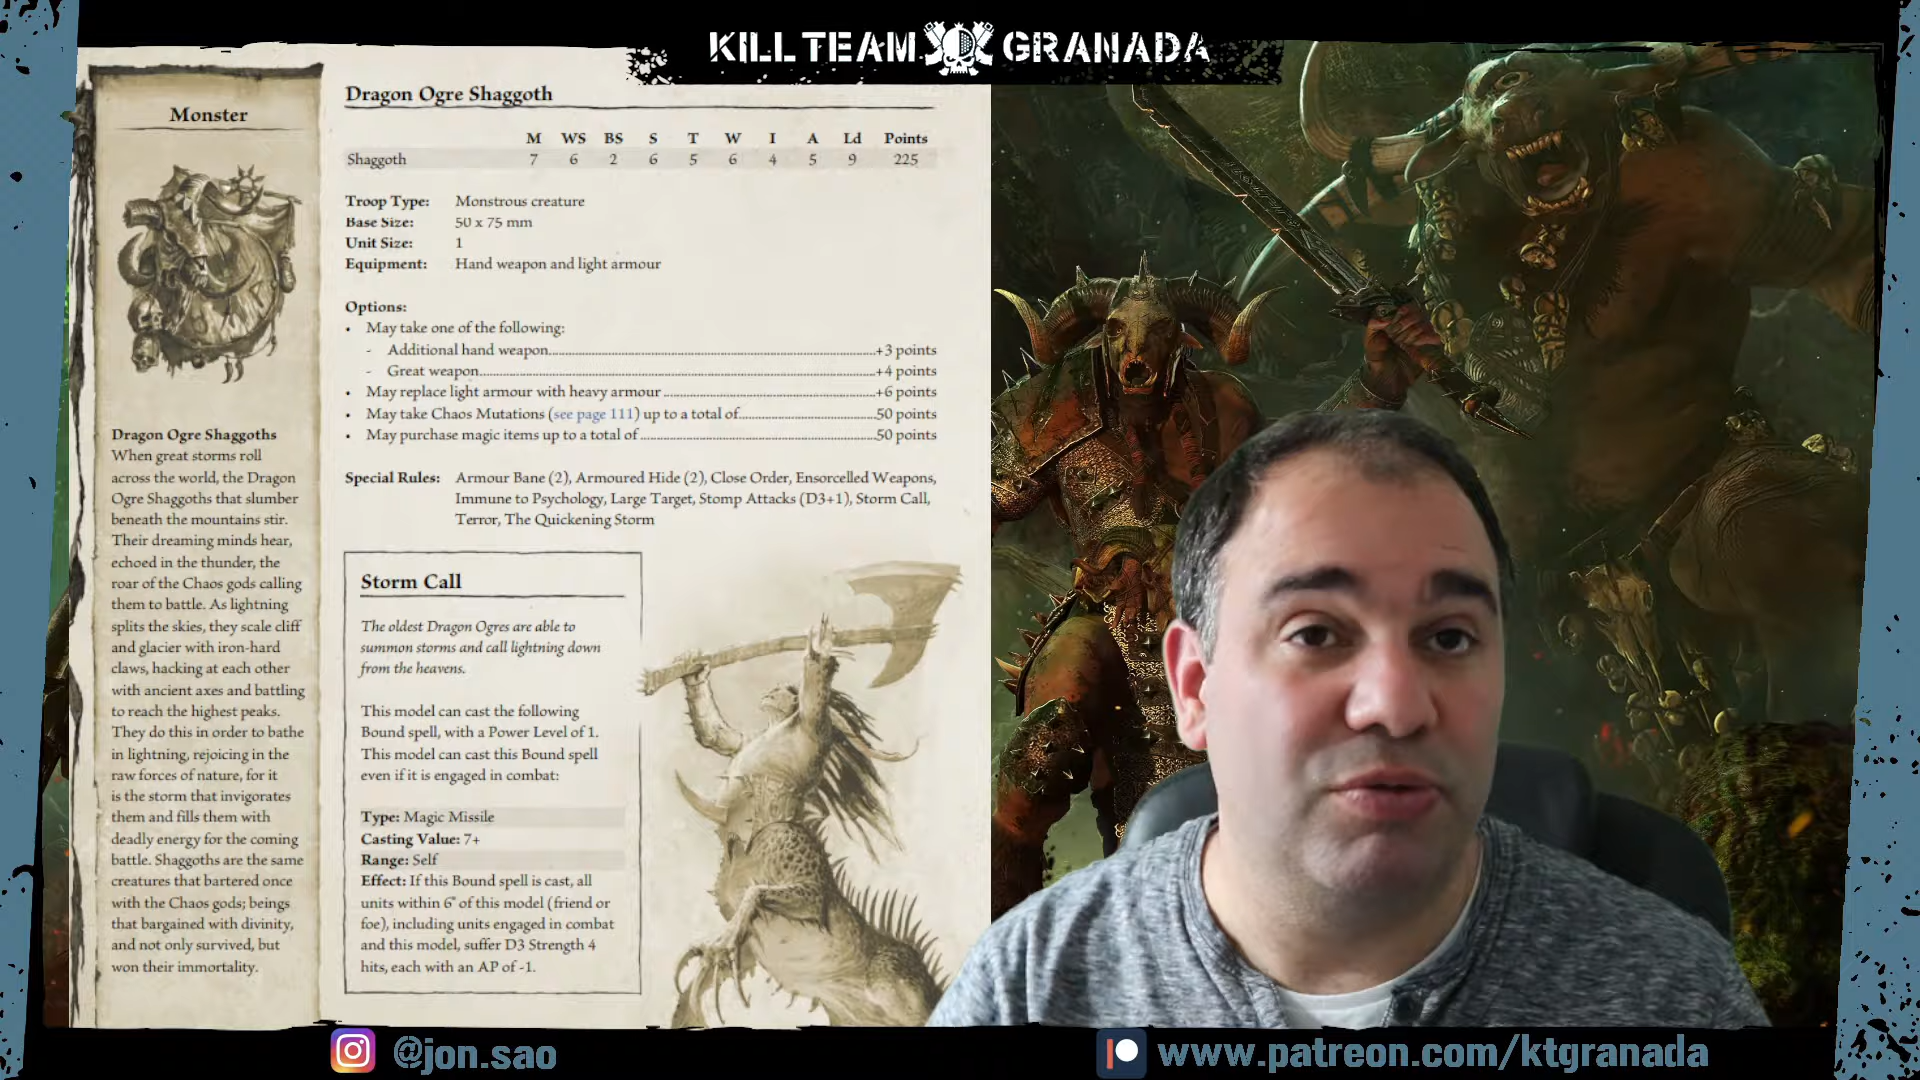 KILL TEAM GRANADA
Monster
Dragon Ogre Shaggoths
When great storms roll
across the world, the Dragon
Ogre Shaggoths that slumber
beneath the mountains stir.
Their dreaming minds hear,
echoed in the thunder, the
roar of the Chaos gods calling
them to battle. As lightning
splits the skies, they scale cliff
and glacier with iron-hard
claws, hacking at each other
with ancient axes and battling
to reach the highest peaks.
They do this in order to bathe
in lightning, rejoicing in the
raw forces of nature, for it
is the storm that invigorates
them and fills them with
deadly energy for the coming
battle. Shaggoths are the same
creatures that bartered once
with the Chaos gods; beings
that bargained with divinity,
and not only survived, but
won their immortality.
Dragon Ogre Shaggoth
M WS BS S T W I A Ld Points
Shaggoth 7 6 2 6 5 6 4 5 9 225
Troop Type: Monstrous creature
Base Size: 50 x 75 mm
Unit Size: 1
Equipment: Hand weapon and light armour
Options:
• May take one of the following:
- Additional hand weapon....+3 points
- Great weapon....+4 points
• May replace light armour with heavy armour....+6 points
• May take Chaos Mutations (see page 111) up to a total of....50 points
• May purchase magic items up to a total of....50 points
Special Rules: Armour Bane (2), Armoured Hide (2), Close Order, Ensorcelled Weapons,
Immune to Psychology, Large Target, Stomp Attacks (D3+1), Storm Call,
Terror, The Quickening Storm
Storm Call
The oldest Dragon Ogres are able to
summon storms and call lightning down
from the heavens.
This model can cast the following
Bound spell, with a Power Level of 1.
This model can cast this Bound spell
even if it is engaged in combat:
Type: Magic Missile
Casting Value: 7+
Range: Self
Effect: If this Bound spell is cast, all
units within 6" of this model (friend or
foe), including units engaged in combat
and this model, suffer D3 Strength 4
hits, each with an AP of -1.
@jon.sao
www.patreon.com/ktgranada